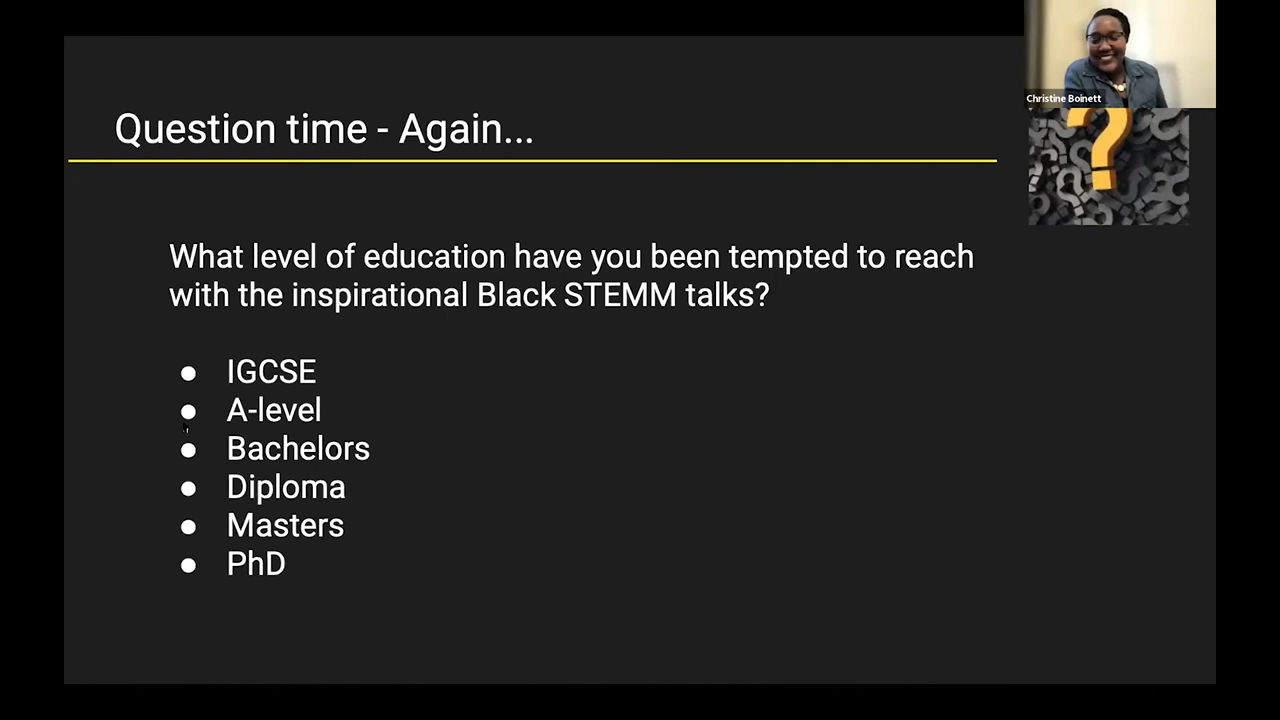 Christine Boinett
Question time - Again...
What level of education have you been tempted to reach
with the inspirational Black STEMM talks?
● IGCSE
● A-level
● Bachelors
● Diploma
● Masters
● PhD